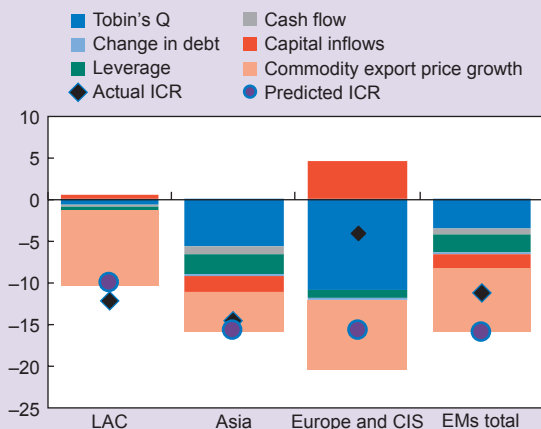 Tobin's Q Cash flow
Change in debt Capital inflows
Leverage Commodity export price growth
Actual ICR Predicted ICR
10
5
0
–5
–10
–15
–20
–25
LAC Asia Europe and CIS EMs total